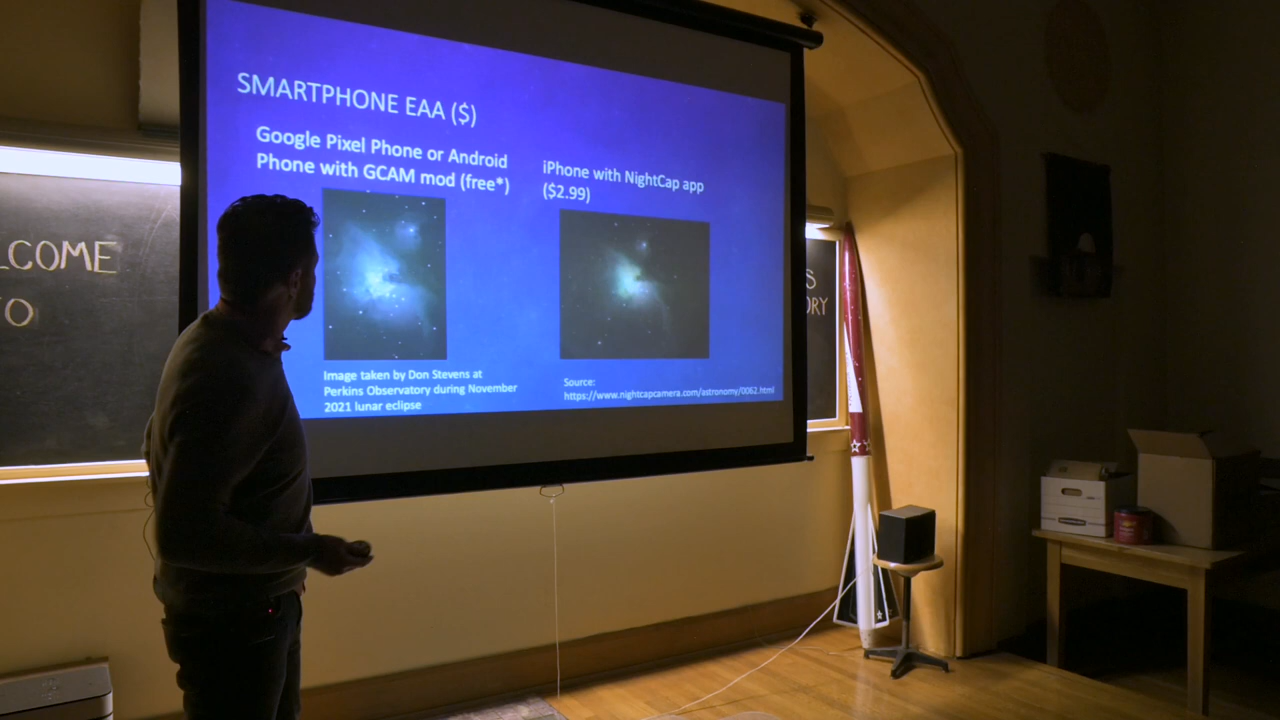 SMARTPHONE EAA ($)
Google Pixel Phone or Android
Phone with GCAM mod (free*)
iPhone with NightCap app
($2.99)
Image taken by Don Stevens at
Perkins Observatory during November
2021 lunar eclipse
Source:
https://www.nightcapcamera.com/astronomy/0062.html
LCOME
TO
S
ORY